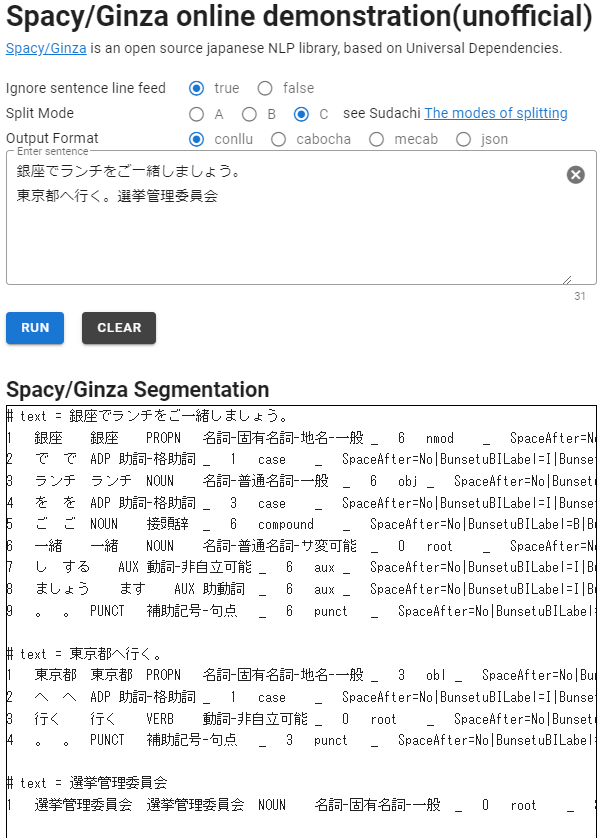 Spacy/Ginza online demonstration(unofficial)
Spacy/Ginza is an open source japanese NLP library, based on Universal Dependencies.
Ignore sentence line feed true false
Split Mode A B C see Sudachi The modes of splitting
Output Format conllu cabocha mecab json
Enter sentence
銀座でランチをご一緒しましょう。
東京都へ行く。選挙管理委員会
31
RUN CLEAR
Spacy/Ginza Segmentation
# text = 銀座でランチをご一緒しましょう。
1 銀座 銀座 PROPN 名詞-固有名詞-地名-一般 _ 6 nmod _ SpaceAfter=No
2 で で ADP 助詞-格助詞 _ 1 case _ SpaceAfter=No|BunsetuBILabel=I|Bunset
3 ランチ ランチ NOUN 名詞-普通名詞-一般 _ 6 obj _ SpaceAfter=No|Bunset
4 を を ADP 助詞-格助詞 _ 3 case _ SpaceAfter=No|BunsetuBILabel=I|Bunset
5 ご ご NOUN 接頭辞 _ 6 compound _ SpaceAfter=No|BunsetuBILabel=B|B
6 一緒 一緒 NOUN 名詞-普通名詞-サ変可能 _ 0 root _ SpaceAfter=No
7 し する AUX 動詞-非自立可能 _ 6 aux _ SpaceAfter=No|BunsetuBILabel=I|B
8 ましょう ます AUX 助動詞 _ 6 aux _ SpaceAfter=No|BunsetuBILabel=I|Bunset
9 。 。 PUNCT 補助記号-句点 _ 6 punct _ SpaceAfter=No|BunsetuBILabel=
# text = 東京都へ行く。
1 東京都 東京都 PROPN 名詞-固有名詞-地名-一般 _ 3 obl _ SpaceAfter=No|Bu
2 へ へ ADP 助詞-格助詞 _ 1 case _ SpaceAfter=No|BunsetuBILabel=I|Bunset
3 行く 行く VERB 動詞-非自立可能 _ 0 root _ SpaceAfter=No|Bunset
4 。 。 PUNCT 補助記号-句点 _ 3 punct _ SpaceAfter=No|BunsetuBILabel=
# text = 選挙管理委員会
1 選挙管理委員会 選挙管理委員会 NOUN 名詞-固有名詞-一般 _ 0 root _